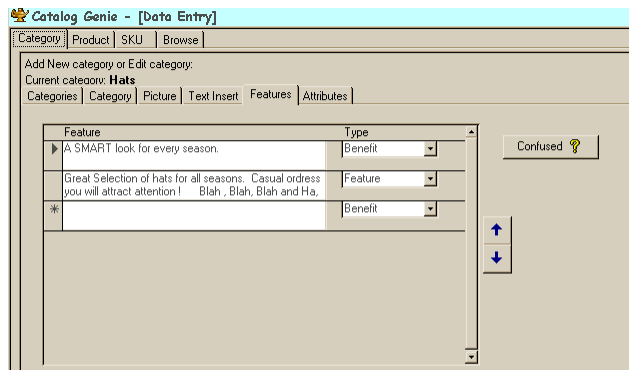 Catalog Genie - [Data Entry]
Category Product SKU Browse
Add New category or Edit category:
Current category: Hats
Categories Category Picture Text Insert Features Attributes
Feature Type
A SMART look for every season. Benefit
Confused ?
Great Selection of hats for all seasons. Casual ordress Feature
you will attract attention ! Blah , Blah, Blah and Ha,
Benefit